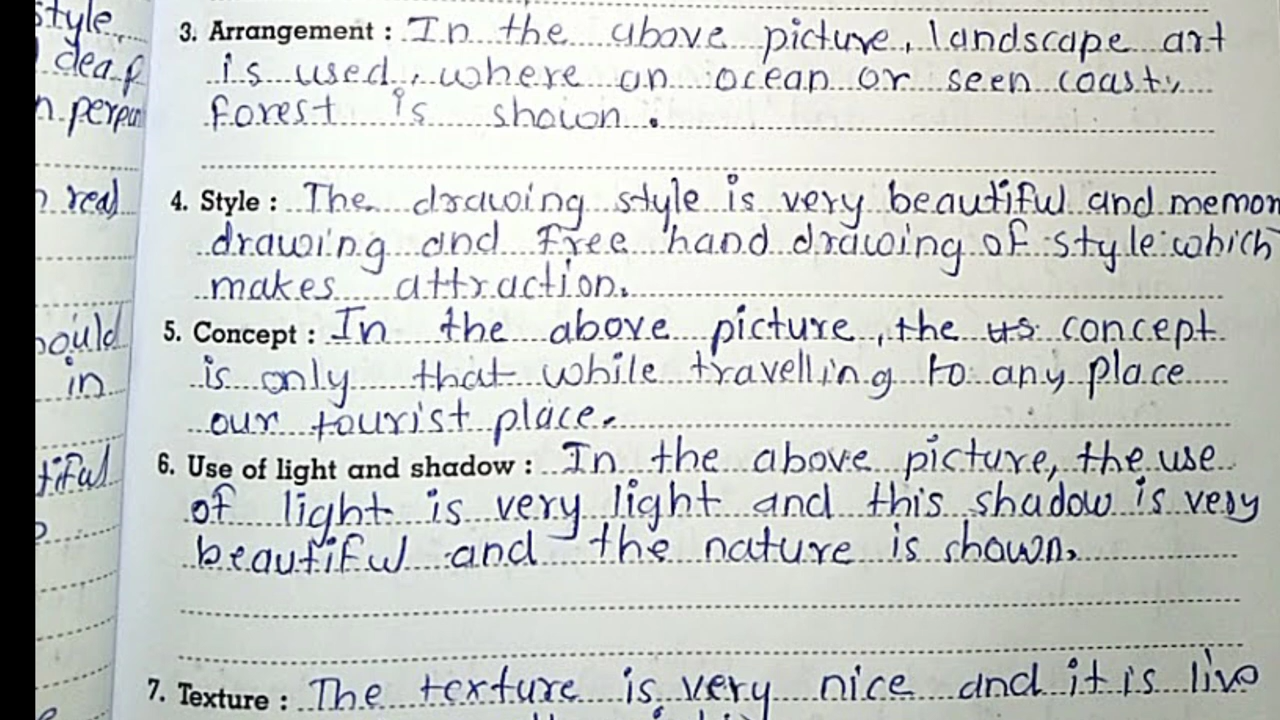 style,
deaf
n perpen
n real
ould
in
tiful
3. Arrangement : In the above picture, landscape art
is used, where an ocean or seen coast,
forest is shown.
4. Style : The drawing style is very beautiful and memor
drawing and free hand drawing of style which
makes attraction.
5. Concept : In the above picture, the us concept
is only that while travelling to any place
our tourist place.
6. Use of light and shadow : In the above picture, the use
of light is very light and this shadow is very
beautiful and the nature is shown.
7. Texture : The texture is very nice and it is live